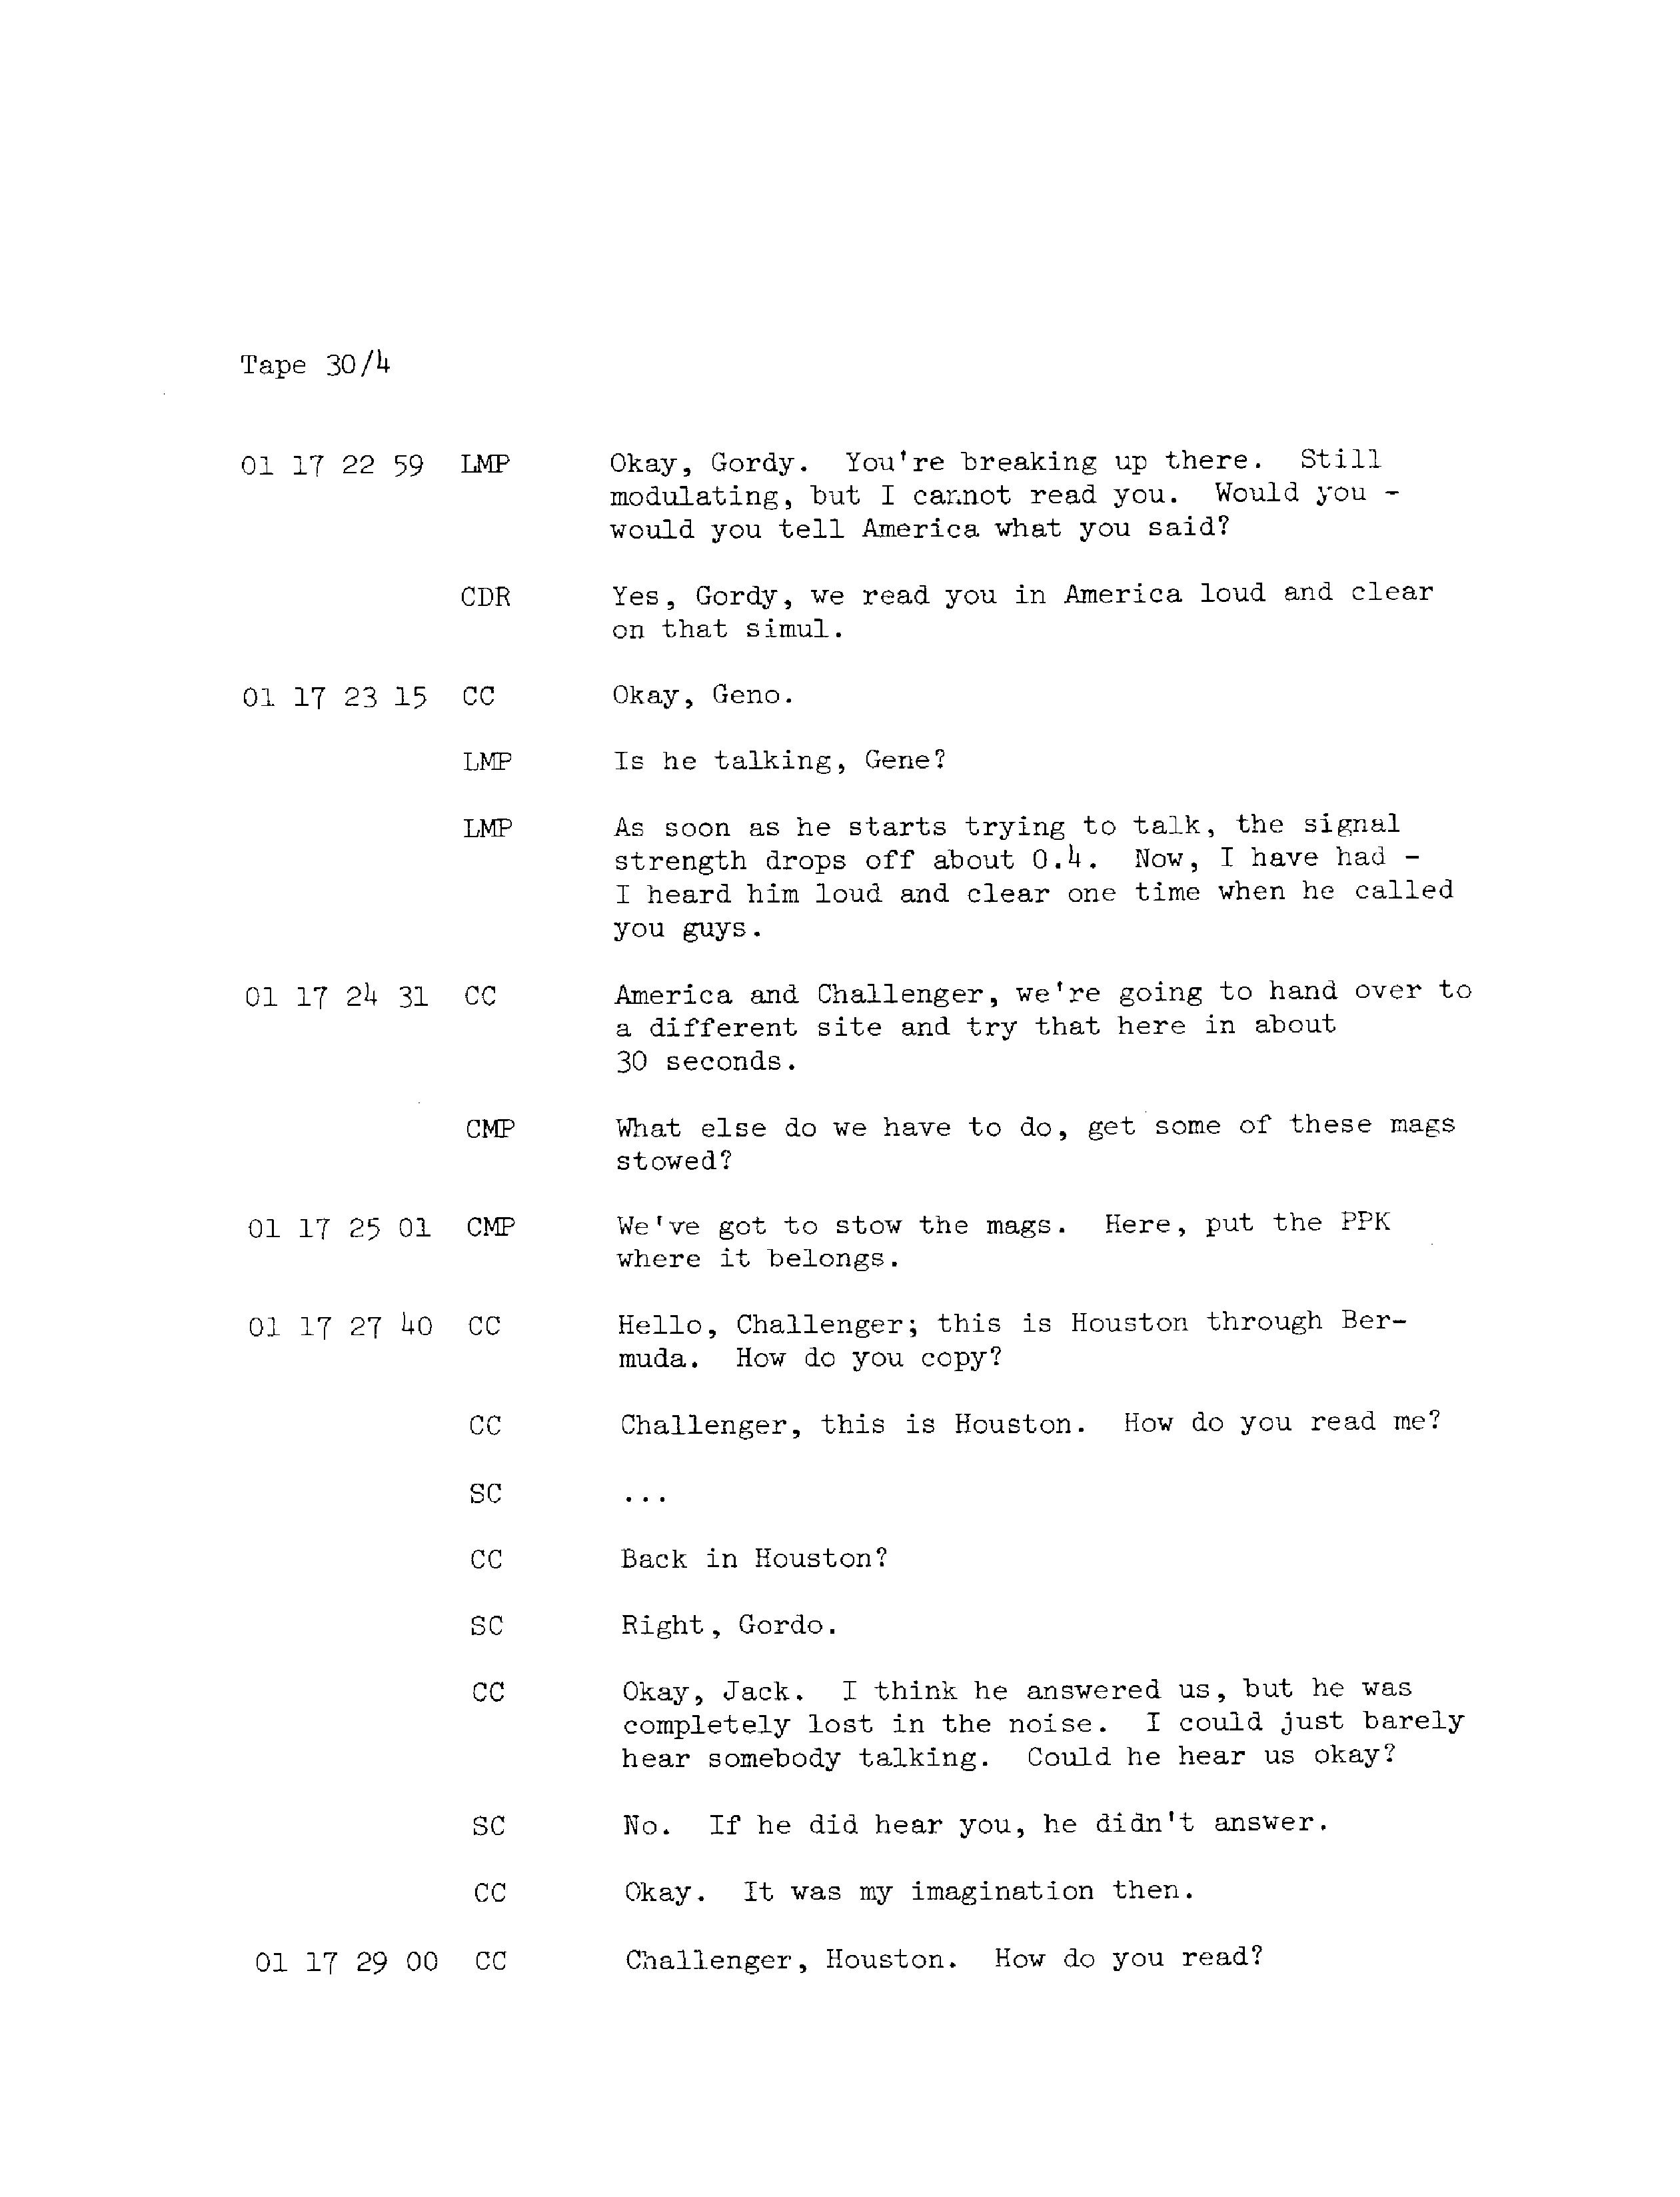 Tape 30/4
01 17 22 59 LMP Okay, Gordy. You're breaking up there. Still
modulating, but I cannot read you. Would you -
would you tell America what you said?
CDR Yes, Gordy, we read you in America loud and clear
on that simul.
01 17 23 15 CC Okay, Geno.
LMP Is he talking, Gene?
LMP As soon as he starts trying to talk, the signal
strength drops off about 0.4. Now, I have had -
I heard him loud and clear one time when he called
you guys.
01 17 24 31 CC America and Challenger, we're going to hand over to
a different site and try that here in about
30 seconds.
CMP What else do we have to do, get some of these mags
stowed?
01 17 25 01 CMP We've got to stow the mags. Here, put the PPK
where it belongs.
01 17 27 40 CC Hello, Challenger; this is Houston through Ber-
muda. How do you copy?
CC Challenger, this is Houston. How do you read me?
SC ...
CC Back in Houston?
SC Right, Gordo.
CC Okay, Jack. I think he answered us, but he was
completely lost in the noise. I could just barely
hear somebody talking. Could he hear us okay?
SC No. If he did hear you, he didn't answer.
CC Okay. It was my imagination then.
01 17 29 00 CC Challenger, Houston. How do you read?